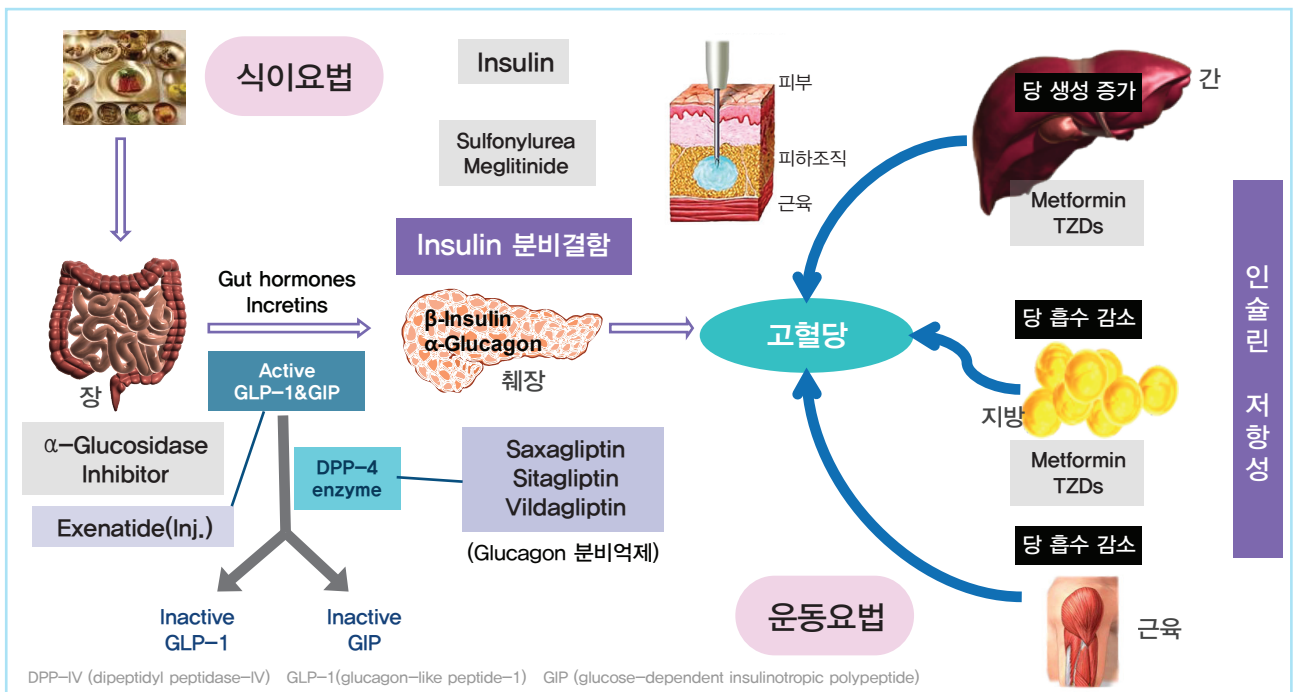 식이요법
Insulin
Sulfonylurea
Meglitinide
피부
피하조직
근육
당 생성 증가
간
Metformin
TZDs
Insulin 분비결함
Gut hormones
Incretins
β-Insulin
α-Glucagon
췌장
고혈당
당 흡수 감소
지방
Metformin
TZDs
인슐린 저항성
장
Active
GLP-1&GIP
α-Glucosidase
Inhibitor
Exenatide(Inj.)
DPP-4
enzyme
Saxagliptin
Sitagliptin
Vildagliptin
(Glucagon 분비억제)
당 흡수 감소
근육
운동요법
Inactive
GLP-1
Inactive
GIP
DPP-IV (dipeptidyl peptidase-IV) GLP-1(glucagon-like peptide-1) GIP (glucose-dependent insulinotropic polypeptide)